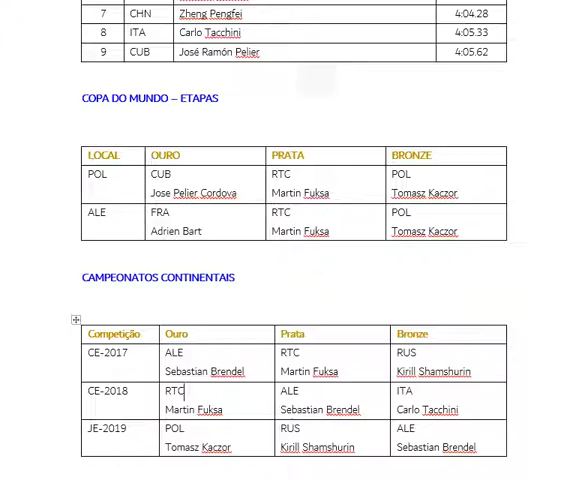 7 CHN Zheng Pengfei 4:04.28
8 ITA Carlo Tacchini 4:05.33
9 CUB José Ramón Pelier 4:05.62
COPA DO MUNDO – ETAPAS
LOCAL OURO PRATA BRONZE
POL CUB RTC POL
Jose Pelier Cordova Martin Fuksa Tomasz Kaczor
ALE FRA RTC POL
Adrien Bart Martin Fuksa Tomasz Kaczor
CAMPEONATOS CONTINENTAIS
Competição Ouro Prata Bronze
CE-2017 ALE RTC RUS
Sebastian Brendel Martin Fuksa Kirill Shamshurin
CE-2018 RTC ALE ITA
Martin Fuksa Sebastian Brendel Carlo Tacchini
JE-2019 POL RUS ALE
Tomasz Kaczor Kirill Shamshurin Sebastian Brendel